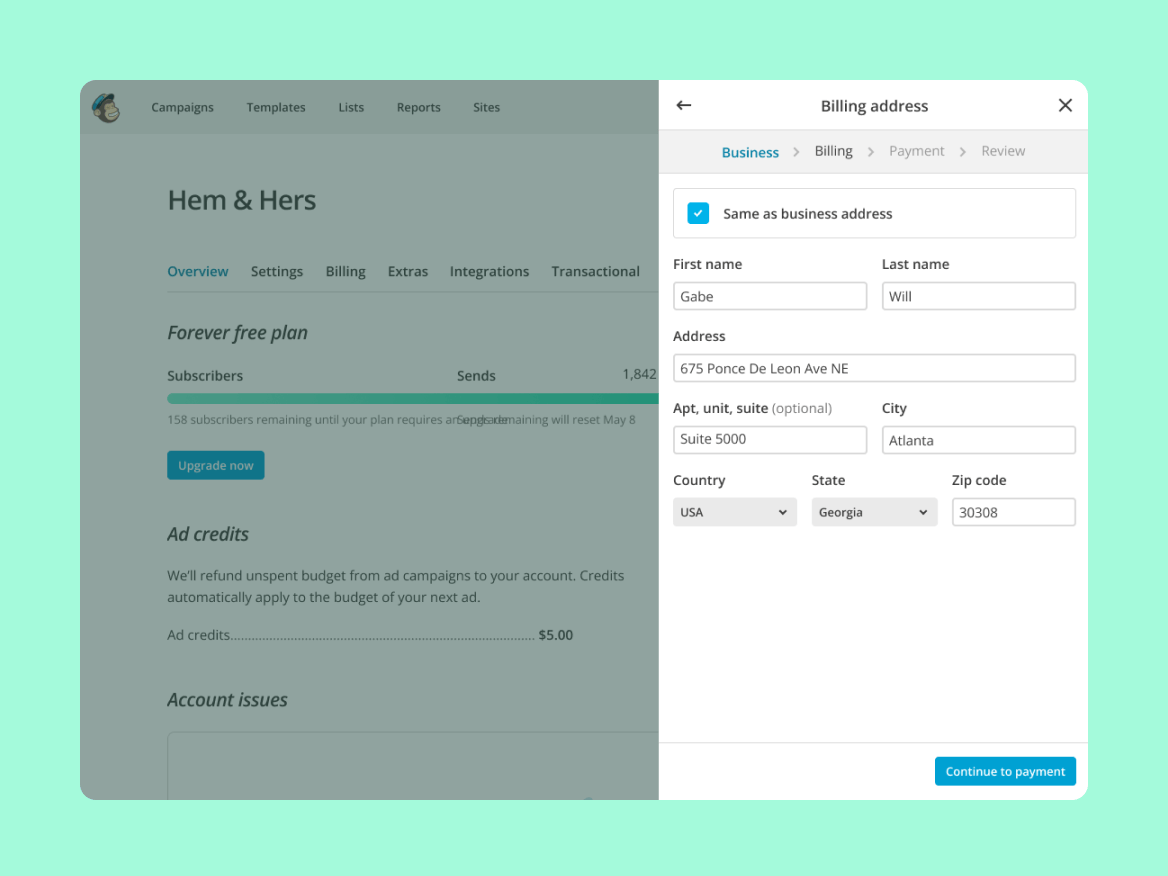 Campaigns Templates Lists Reports Sites
Hem & Hers
Overview Settings Billing Extras Integrations Transactional
Forever free plan
Subscribers Sends 1,842
158 subscribers remaining until your plan requires an upgrade
Sends remaining will reset May 8
Upgrade now
Ad credits
We'll refund unspent budget from ad campaigns to your account. Credits
automatically apply to the budget of your next ad.
Ad credits..................................................................................... $5.00
Account issues
Billing address
Business Billing Payment Review
Same as business address
First name Last name
Gabe Will
Address
675 Ponce De Leon Ave NE
Apt, unit, suite (optional) City
Suite 5000 Atlanta
Country State Zip code
USA Georgia 30308
Continue to payment